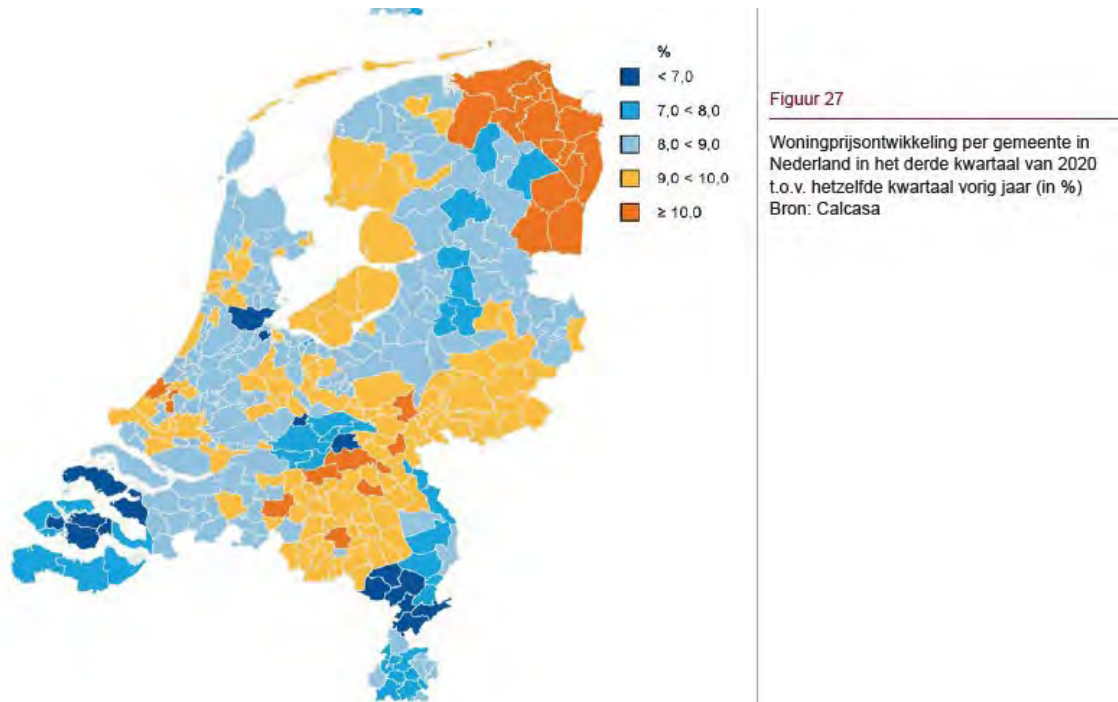 %
< 7,0
7,0 < 8,0
8,0 < 9,0
9,0 < 10,0
≥ 10,0
Figuur 27
Woningprijsontwikkeling per gemeente in
Nederland in het derde kwartaal van 2020
t.o.v. hetzelfde kwartaal vorig jaar (in %)
Bron: Calcasa